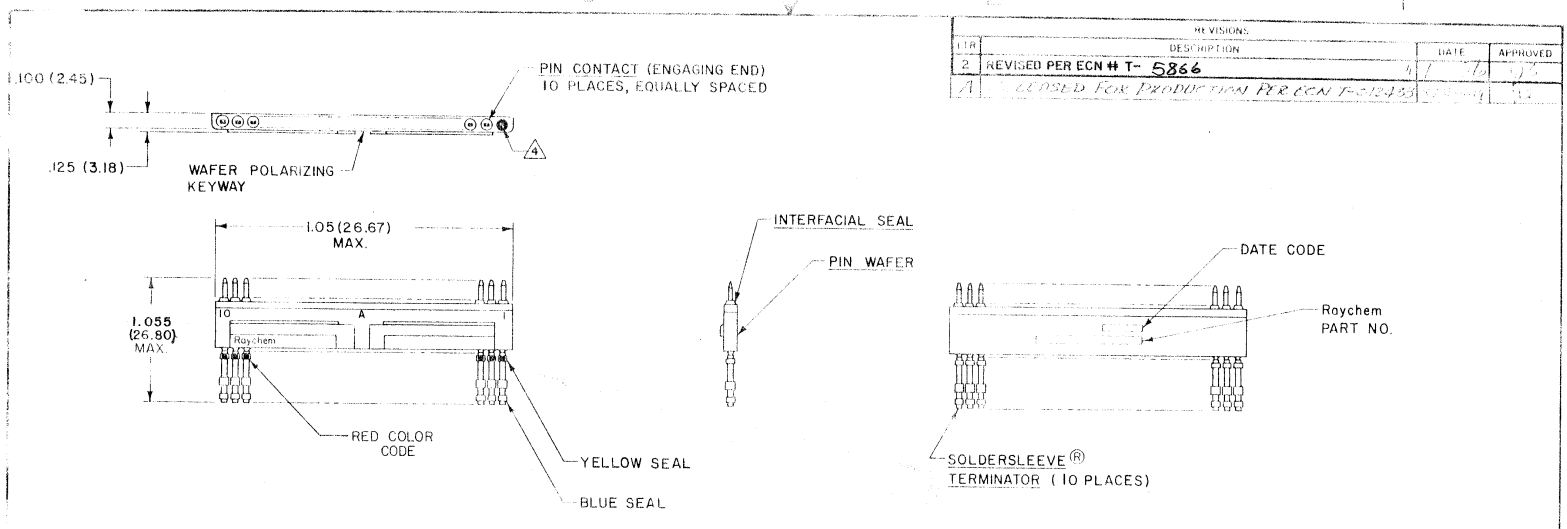 REVISIONS
LTR DESCRIPTION DATE APPROVED
2 REVISED PER ECN # T- 5866
A FOR PRODUCTION PER ECN
PIN CONTACT (ENGAGING END)
10 PLACES, EQUALLY SPACED
.100 (2.45)
4
.125 (3.18)
WAFER POLARIZING
KEYWAY
1.05 (26.67)
MAX.
INTERFACIAL SEAL
PIN WAFER
DATE CODE
Raychem
PART NO.
1.055
(26.80)
MAX.
10 A 1
Raychem
RED COLOR
CODE
YELLOW SEAL
BLUE SEAL
SOLDERSLEEVE ®
TERMINATOR (10 PLACES)